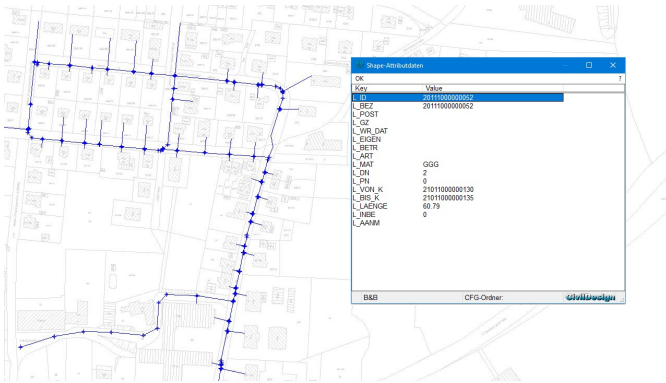 Shape-Attributdaten
OK ?
Key Value
L_ID 20111000000052
L_BEZ 20111000000052
L_POST
L_GZ
L_WR_DAT
L_EIGEN
L_BETR
L_ART
L_MAT GGG
L_DN 2
L_PN 0
L_VON_K 21011000000130
L_BIS_K 21011000000135
L_LAENGE 60.79
L_INBE 0
L_AANM
B&B CFG-Ordner: CivilDesign